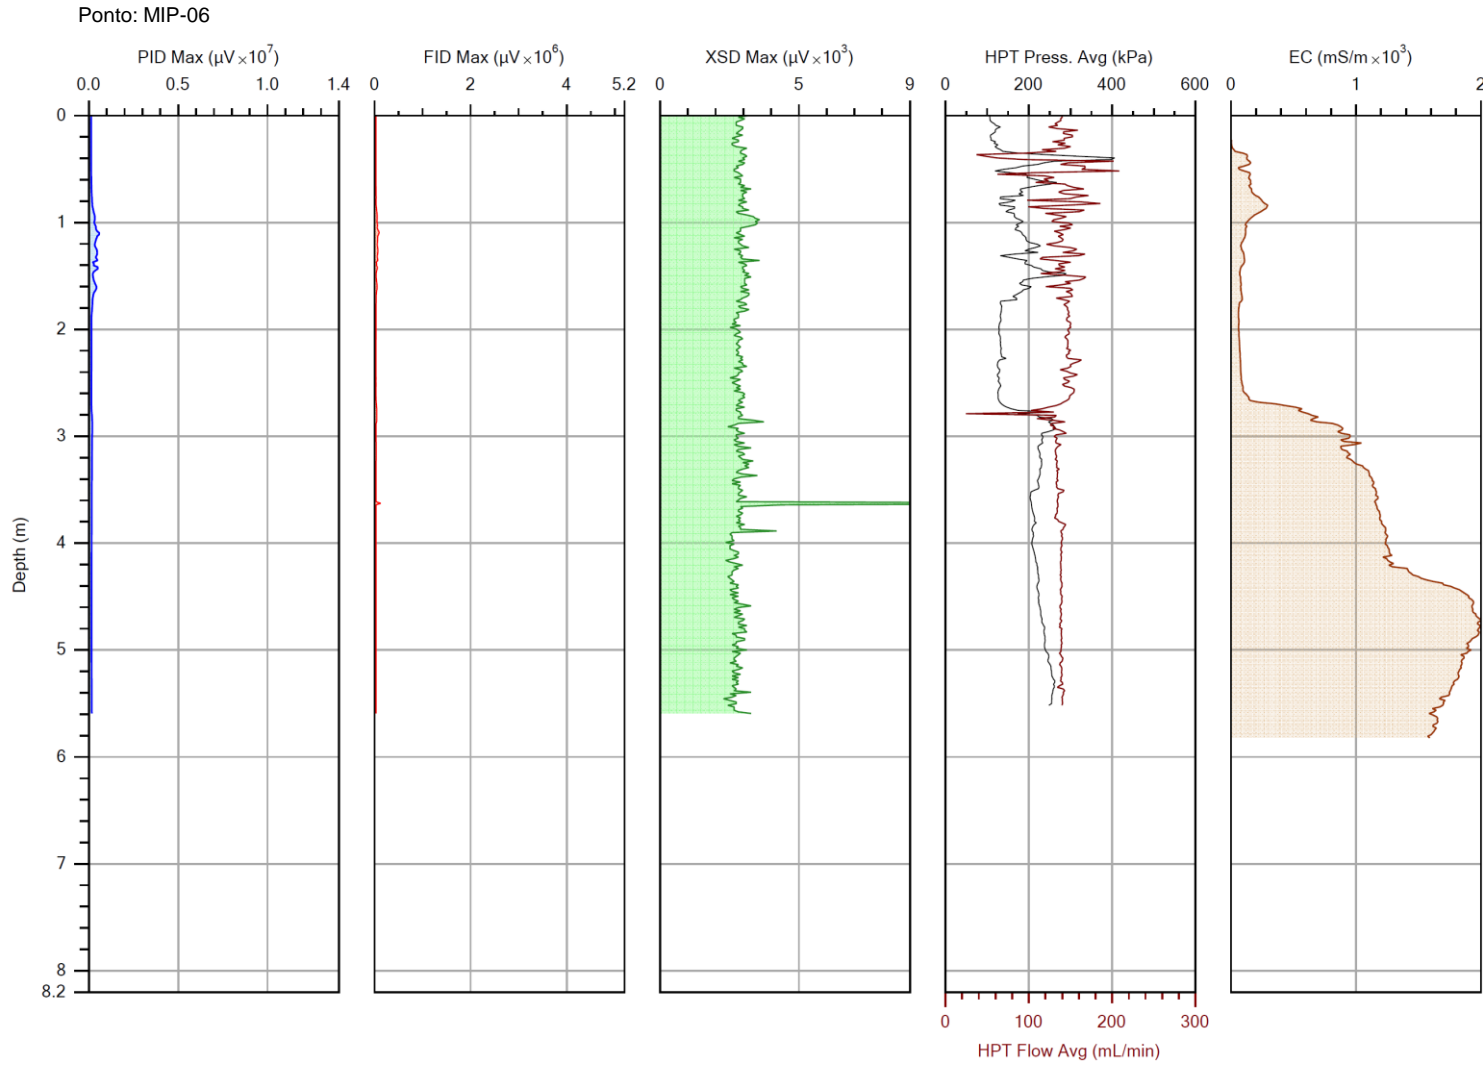 Ponto: MIP-06
PID Max (µV×10⁷) FID Max (µV×10⁶) XSD Max (µV×10³) HPT Press. Avg (kPa) EC (mS/m×10³)
0.0 0.5 1.0 1.4 0 2 4 5.2 0 5 9 0 200 400 600 0 1 2
0
1
2
3
4
5
6
7
8
8.2
Depth (m)
0 100 200 300
HPT Flow Avg (mL/min)